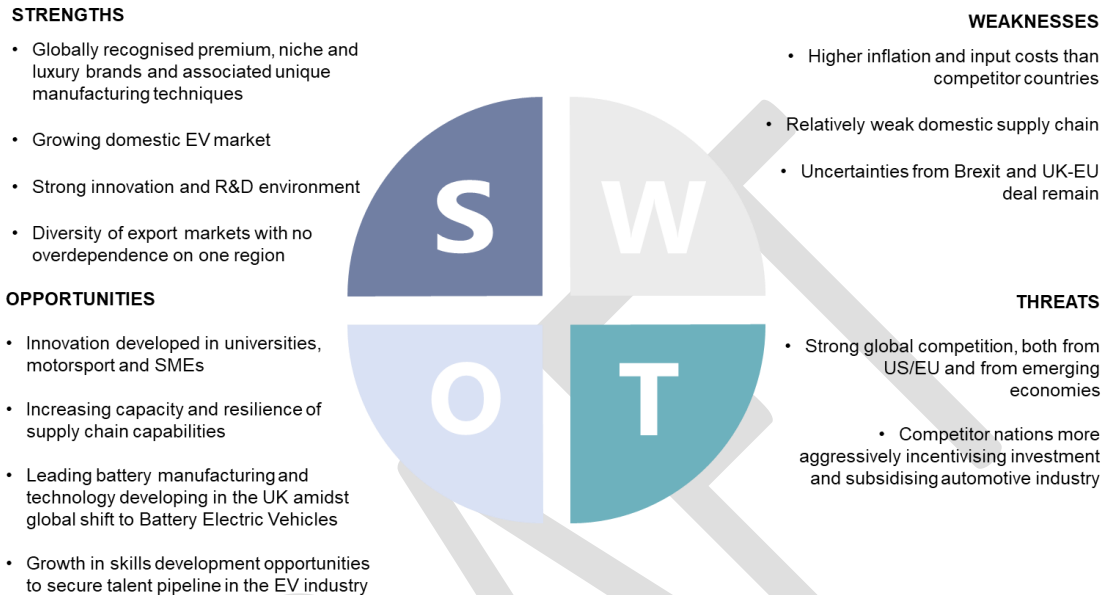 STRENGTHS
• Globally recognised premium, niche and
luxury brands and associated unique
manufacturing techniques
• Growing domestic EV market
• Strong innovation and R&D environment
• Diversity of export markets with no
overdependence on one region
WEAKNESSES
• Higher inflation and input costs than
competitor countries
• Relatively weak domestic supply chain
• Uncertainties from Brexit and UK-EU
deal remain
S
W
O
T
OPPORTUNITIES
• Innovation developed in universities,
motorsport and SMEs
• Increasing capacity and resilience of
supply chain capabilities
• Leading battery manufacturing and
technology developing in the UK amidst
global shift to Battery Electric Vehicles
• Growth in skills development opportunities
to secure talent pipeline in the EV industry
THREATS
• Strong global competition, both from
US/EU and from emerging
economies
• Competitor nations more
aggressively incentivising investment
and subsidising automotive industry